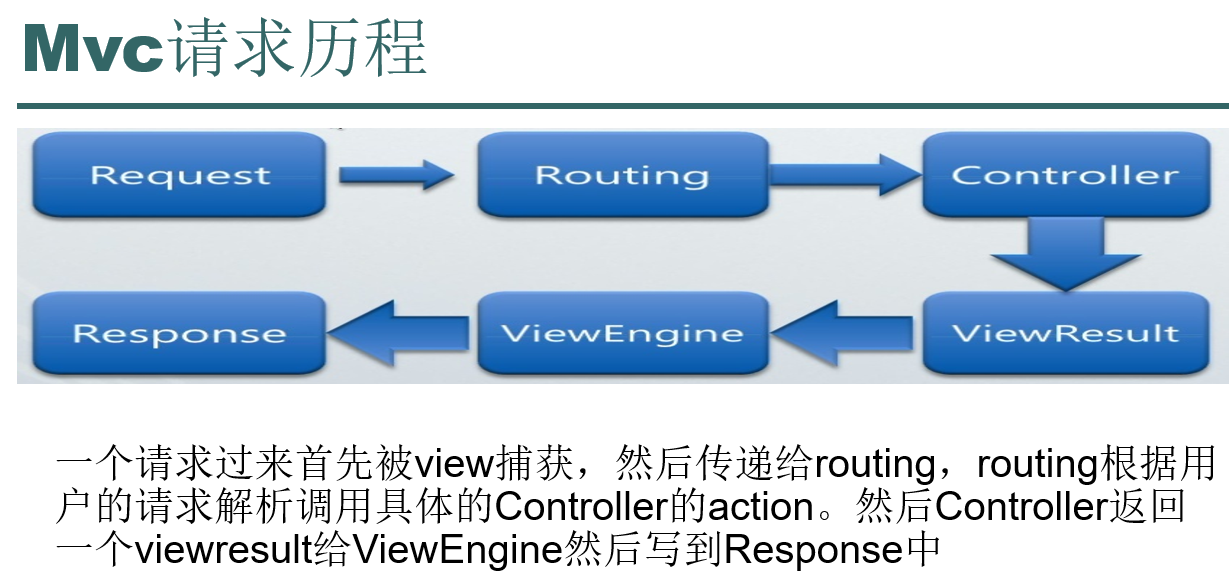 Mvc请求历程
Request
Routing
Controller
Response
ViewEngine
ViewResult
一个请求过来首先被view捕获，然后传递给routing，routing根据用
户的请求解析调用具体的Controller的action。然后Controller返回
一个viewresult给ViewEngine然后写到Response中